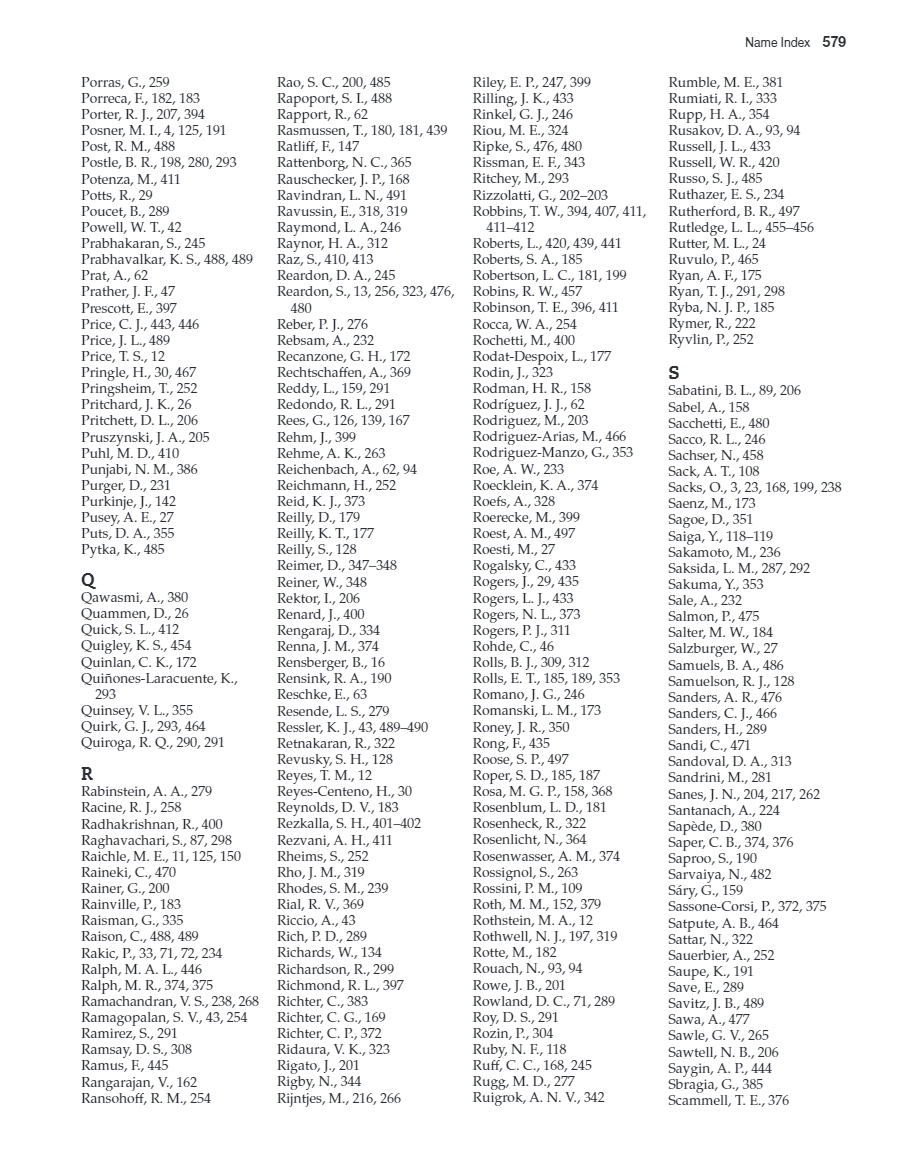 Name Index 579
Porras, G., 259
Porreca, F., 182, 183
Porter, R. J., 207, 394
Posner, M. I., 4, 125, 191
Post, R. M., 488
Postle, B. R., 198, 280, 293
Potenza, M., 411
Potts, R., 29
Poucet, B., 289
Powell, W. T., 42
Prabhakaran, S., 245
Prabhavalkar, K. S., 488, 489
Prat, A., 62
Prather, J. F., 47
Prescott, E., 397
Price, C. J., 443, 446
Price, J. L., 489
Price, T. S., 12
Pringle, H., 30, 467
Pringsheim, T., 252
Pritchard, J. K., 26
Pritchett, D. L., 206
Pruszynski, J. A., 205
Puhl, M. D., 410
Punjabi, N. M., 386
Purger, D., 231
Purkinje, J., 142
Pusey, A. E., 27
Puts, D. A., 355
Pytka, K., 485
Q
Qawasmi, A., 380
Quammen, D., 26
Quick, S. L., 412
Quigley, K. S., 454
Quinlan, C. K., 172
Quiñones-Laracuente, K.,
293
Quinsey, V. L., 355
Quirk, G. J., 293, 464
Quiroga, R. Q., 290, 291
R
Rabinstein, A. A., 279
Racine, R. J., 258
Radhakrishnan, R., 400
Raghavachari, S., 87, 298
Raichle, M. E., 11, 125, 150
Raineki, C., 470
Rainer, G., 200
Rainville, P., 183
Raisman, G., 335
Raison, C., 488, 489
Rakic, P., 33, 71, 72, 234
Ralph, M. A. L., 446
Ralph, M. R., 374, 375
Ramachandran, V. S., 238, 268
Ramagopalan, S. V., 43, 254
Ramirez, S., 291
Ramsay, D. S., 308
Ramus, F., 445
Rangarajan, V., 162
Ransohoff, R. M., 254
Rao, S. C., 200, 485
Rapoport, S. I., 488
Rapport, R., 62
Rasmussen, T., 180, 181, 439
Ratliff, F., 147
Rattenborg, N. C., 365
Rauschecker, J. P., 168
Ravindran, L. N., 491
Ravussin, E., 318, 319
Raymond, L. A., 246
Raynor, H. A., 312
Raz, S., 410, 413
Reardon, D. A., 245
Reardon, S., 13, 256, 323, 476,
480
Reber, P. J., 276
Rebsam, A., 232
Recanzone, G. H., 172
Rechtschaffen, A., 369
Reddy, L., 159, 291
Redondo, R. L., 291
Rees, G., 126, 139, 167
Rehm, J., 399
Rehme, A. K., 263
Reichenbach, A., 62, 94
Reichmann, H., 252
Reid, K. J., 373
Reilly, D., 179
Reilly, K. T., 177
Reilly, S., 128
Reimer, D., 347–348
Reiner, W., 348
Rektor, I., 206
Renard, J., 400
Rengaraj, D., 334
Renna, J. M., 374
Rensberger, B., 16
Rensink, R. A., 190
Reschke, E., 63
Resende, L. S., 279
Ressler, K. J., 43, 489–490
Retnakaran, R., 322
Revusky, S. H., 128
Reyes, T. M., 12
Reyes-Centeno, H., 30
Reynolds, D. V., 183
Rezkalla, S. H., 401–402
Rezvani, A. H., 411
Rheims, S., 252
Rho, J. M., 319
Rhodes, S. M., 239
Rial, R. V., 369
Riccio, A., 43
Rich, P. D., 289
Richards, W., 134
Richardson, R., 299
Richmond, R. L., 397
Richter, C., 383
Richter, C. G., 169
Richter, C. P., 372
Ridaura, V. K., 323
Rigato, J., 201
Rigby, N., 344
Rijntjes, M., 216, 266
Riley, E. P., 247, 399
Rilling, J. K., 433
Rinkel, G. J., 246
Riou, M. E., 324
Ripke, S., 476, 480
Rissman, E. F., 343
Ritchey, M., 293
Rizzolatti, G., 202–203
Robbins, T. W., 394, 407, 411,
411–412
Roberts, L., 420, 439, 441
Roberts, S. A., 185
Robertson, L. C., 181, 199
Robins, R. W., 457
Robinson, T. E., 396, 411
Rocca, W. A., 254
Rochetti, M., 400
Rodat-Despoix, L., 177
Rodin, J., 323
Rodman, H. R., 158
Rodríguez, J. J., 62
Rodriguez, M., 203
Rodriguez-Arias, M., 466
Rodriguez-Manzo, G., 353
Roe, A. W., 233
Roecklein, K. A., 374
Roefs, A., 328
Roerecke, M., 399
Roest, A. M., 497
Roesti, M., 27
Rogalsky, C., 433
Rogers, J., 29, 435
Rogers, L. J., 433
Rogers, N. L., 373
Rogers, P. J., 311
Rohde, C., 46
Rolls, B. J., 309, 312
Rolls, E. T., 185, 189, 353
Romano, J. G., 246
Romanski, L. M., 173
Roney, J. R., 350
Rong, F., 435
Roose, S. P., 497
Roper, S. D., 185, 187
Rosa, M. G. P., 158, 368
Rosenblum, L. D., 181
Rosenheck, R., 322
Rosenlicht, N., 364
Rosenwasser, A. M., 374
Rossignol, S., 263
Rossini, P. M., 109
Roth, M. M., 152, 379
Rothstein, M. A., 12
Rothwell, N. J., 197, 319
Rotte, M., 182
Rouach, N., 93, 94
Rowe, J. B., 201
Rowland, D. C., 71, 289
Roy, D. S., 291
Rozin, P., 304
Ruby, N. F., 118
Ruff, C. C., 168, 245
Rugg, M. D., 277
Ruigrok, A. N. V., 342
Rumble, M. E., 381
Rumiati, R. I., 333
Rupp, H. A., 354
Rusakov, D. A., 93, 94
Russell, J. L., 433
Russell, W. R., 420
Russo, S. J., 485
Ruthazer, E. S., 234
Rutherford, B. R., 497
Rutledge, L. L., 455–456
Rutter, M. L., 24
Ruvulo, P., 465
Ryan, A. F., 175
Ryan, T. J., 291, 298
Ryba, N. J. P., 185
Rymer, R., 222
Ryvlin, P., 252
S
Sabatini, B. L., 89, 206
Sabel, A., 158
Sacchetti, E., 480
Sacco, R. L., 246
Sachser, N., 458
Sack, A. T., 108
Sacks, O., 3, 23, 168, 199, 238
Saenz, M., 173
Sagoe, D., 351
Saiga, Y., 118–119
Sakamoto, M., 236
Saksida, L. M., 287, 292
Sakuma, Y., 353
Sale, A., 232
Salmon, P., 475
Salter, M. W., 184
Salzburger, W., 27
Samuels, B. A., 486
Samuelson, R. J., 128
Sanders, A. R., 476
Sanders, C. J., 466
Sanders, H., 289
Sandi, C., 471
Sandoval, D. A., 313
Sandrini, M., 281
Sanes, J. N., 204, 217, 262
Santanach, A., 224
Sapède, D., 380
Saper, C. B., 374, 376
Saproo, S., 190
Sarvaiya, N., 482
Sáry, G., 159
Sassone-Corsi, P., 372, 375
Satpute, A. B., 464
Sattar, N., 322
Sauerbier, A., 252
Saupe, K., 191
Save, E., 289
Savitz, J. B., 489
Sawa, A., 477
Sawle, G. V., 265
Sawtell, N. B., 206
Saygin, A. P., 444
Sbragia, G., 385
Scammell, T. E., 376